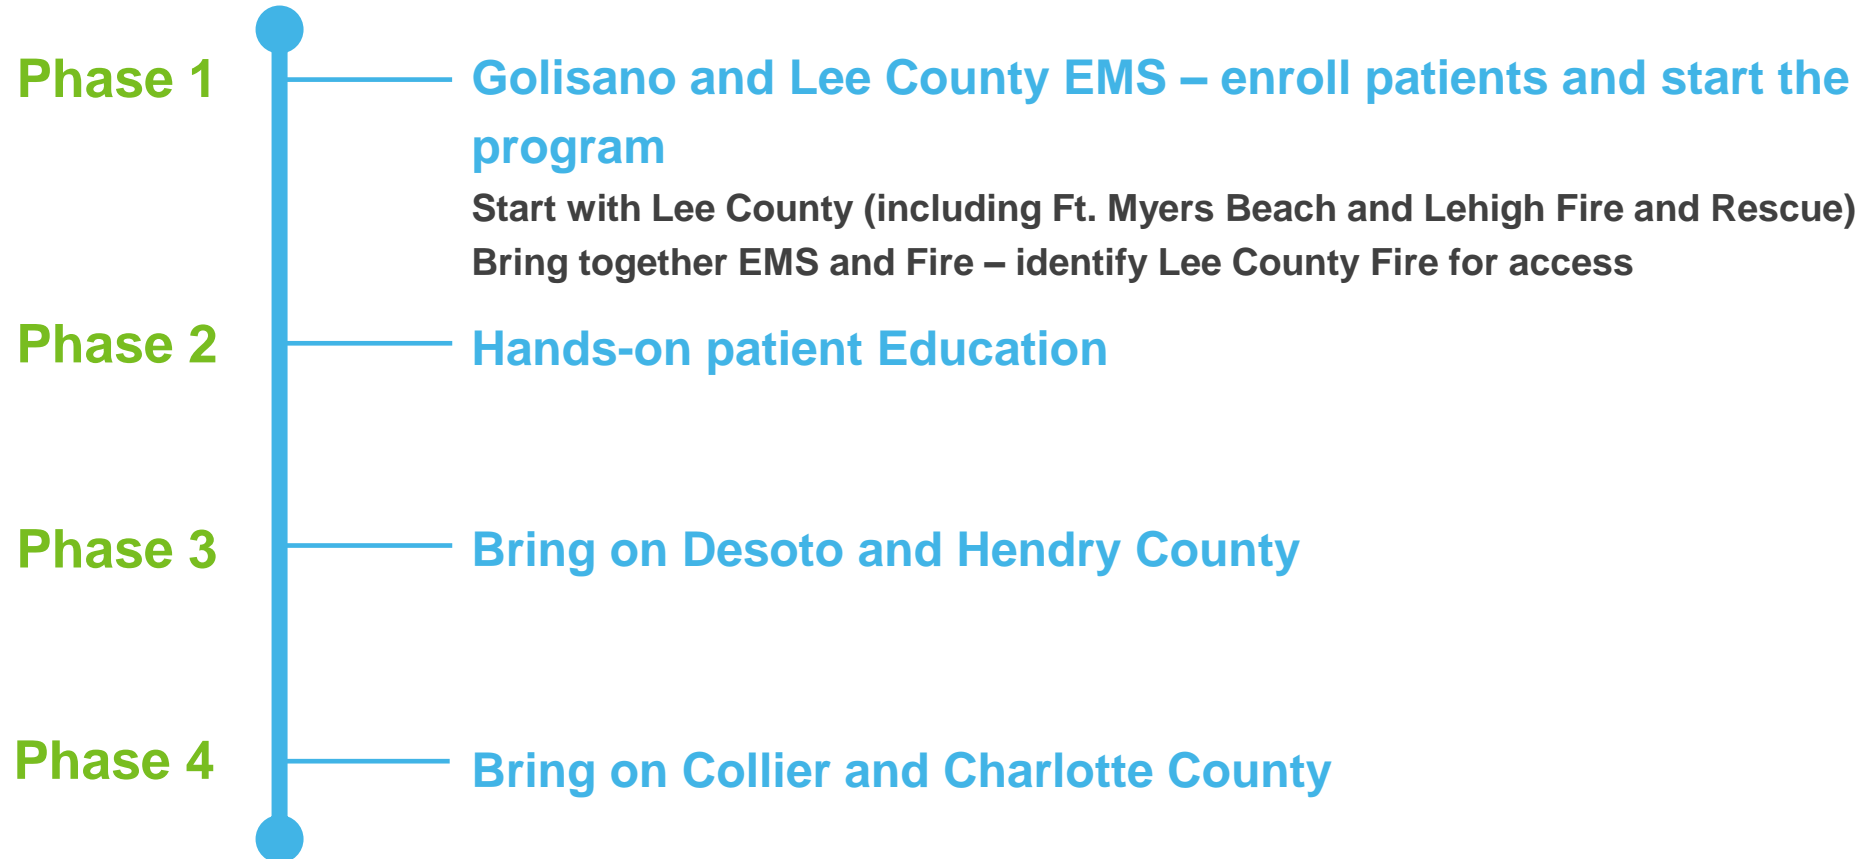 Phase 1
Golisano and Lee County EMS – enroll patients and start the
program
Start with Lee County (including Ft. Myers Beach and Lehigh Fire and Rescue)
Bring together EMS and Fire – identify Lee County Fire for access
Phase 2
Hands-on patient Education
Phase 3
Bring on Desoto and Hendry County
Phase 4
Bring on Collier and Charlotte County